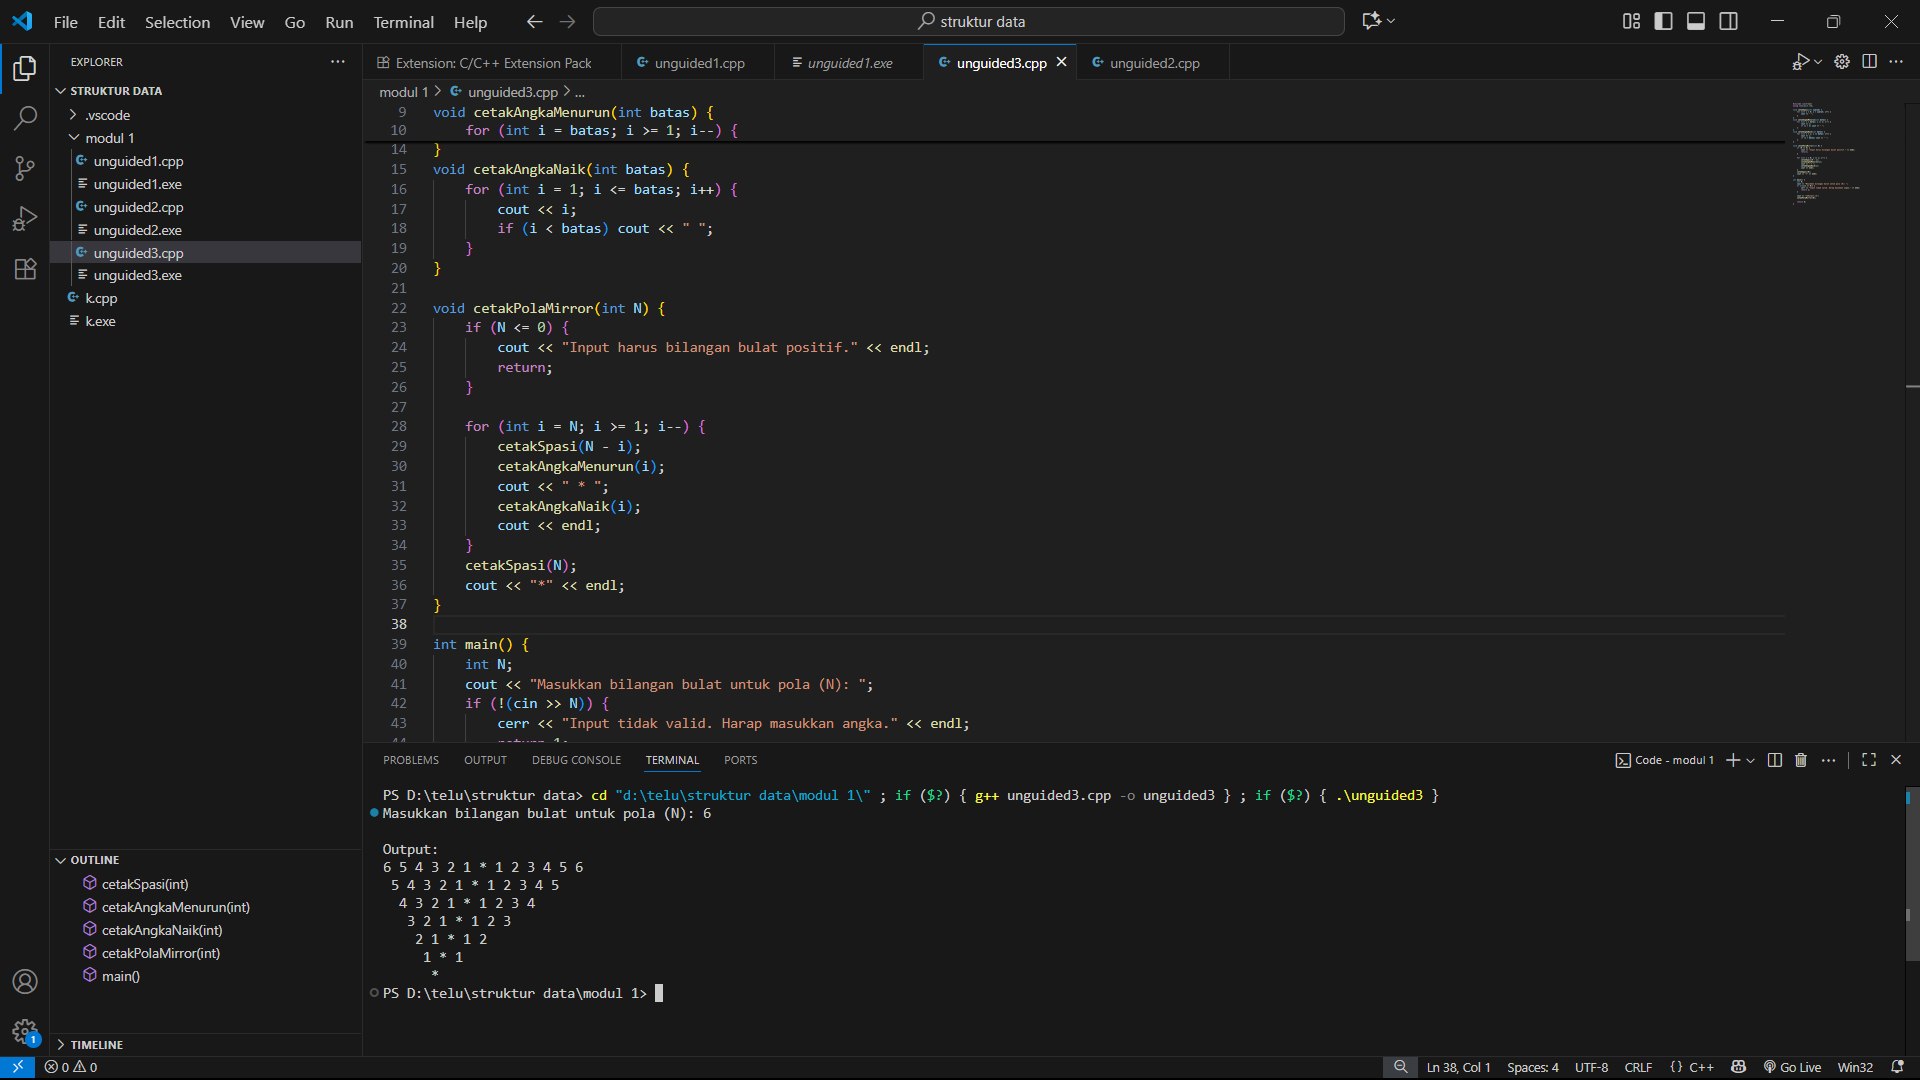 File Edit Selection View Go Run Terminal Help
struktur data
EXPLORER
STRUKTUR DATA
.vscode
modul 1
unguided1.cpp
unguided1.exe
unguided2.cpp
unguided2.exe
unguided3.cpp
unguided3.exe
k.cpp
k.exe
OUTLINE
cetakSpasi(int)
cetakAngkaMenurun(int)
cetakAngkaNaik(int)
cetakPolaMirror(int)
main()
TIMELINE
Extension: C/C++ Extension Pack unguided1.cpp unguided1.exe unguided3.cpp unguided2.cpp
modul 1 > unguided3.cpp > ...
9 void cetakAngkaMenurun(int batas) {
10 for (int i = batas; i >= 1; i--) {
14 }
15 void cetakAngkaNaik(int batas) {
16 for (int i = 1; i <= batas; i++) {
17 cout << i;
18 if (i < batas) cout << " ";
19 }
20 }
21
22 void cetakPolaMirror(int N) {
23 if (N <= 0) {
24 cout << "Input harus bilangan bulat positif." << endl;
25 return;
26 }
27
28 for (int i = N; i >= 1; i--) {
29 cetakSpasi(N - i);
30 cetakAngkaMenurun(i);
31 cout << " * ";
32 cetakAngkaNaik(i);
33 cout << endl;
34 }
35 cetakSpasi(N);
36 cout << "*" << endl;
37 }
38
39 int main() {
40 int N;
41 cout << "Masukkan bilangan bulat untuk pola (N): ";
42 if (!(cin >> N)) {
43 cerr << "Input tidak valid. Harap masukkan angka." << endl;
PROBLEMS OUTPUT DEBUG CONSOLE TERMINAL PORTS
Code - modul 1
PS D:\telu\struktur data> cd "d:\telu\struktur data\modul 1\" ; if ($?) { g++ unguided3.cpp -o unguided3 } ; if ($?) { .\unguided3 }
Masukkan bilangan bulat untuk pola (N): 6
Output:
6 5 4 3 2 1 * 1 2 3 4 5 6
5 4 3 2 1 * 1 2 3 4 5
4 3 2 1 * 1 2 3 4
3 2 1 * 1 2 3
2 1 * 1 2
1 * 1
*
PS D:\telu\struktur data\modul 1>
1
0 0
Ln 38, Col 1 Spaces: 4 UTF-8 CRLF {} C++ Go Live Win32